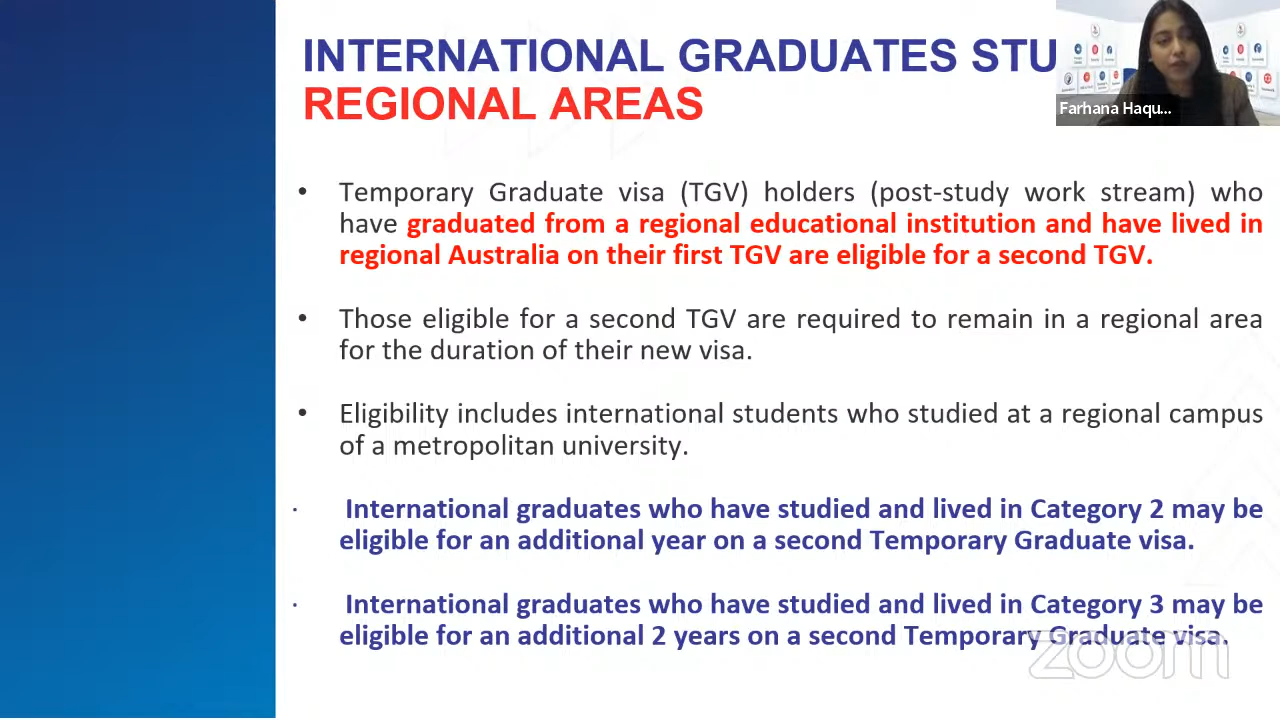 INTERNATIONAL GRADUATES STU
REGIONAL AREAS
Farhana Haqu...
• Temporary Graduate visa (TGV) holders (post-study work stream) who
have graduated from a regional educational institution and have lived in
regional Australia on their first TGV are eligible for a second TGV.
• Those eligible for a second TGV are required to remain in a regional area
for the duration of their new visa.
• Eligibility includes international students who studied at a regional campus
of a metropolitan university.
· International graduates who have studied and lived in Category 2 may be
eligible for an additional year on a second Temporary Graduate visa.
· International graduates who have studied and lived in Category 3 may be
eligible for an additional 2 years on a second Temporary Graduate visa.
zoom